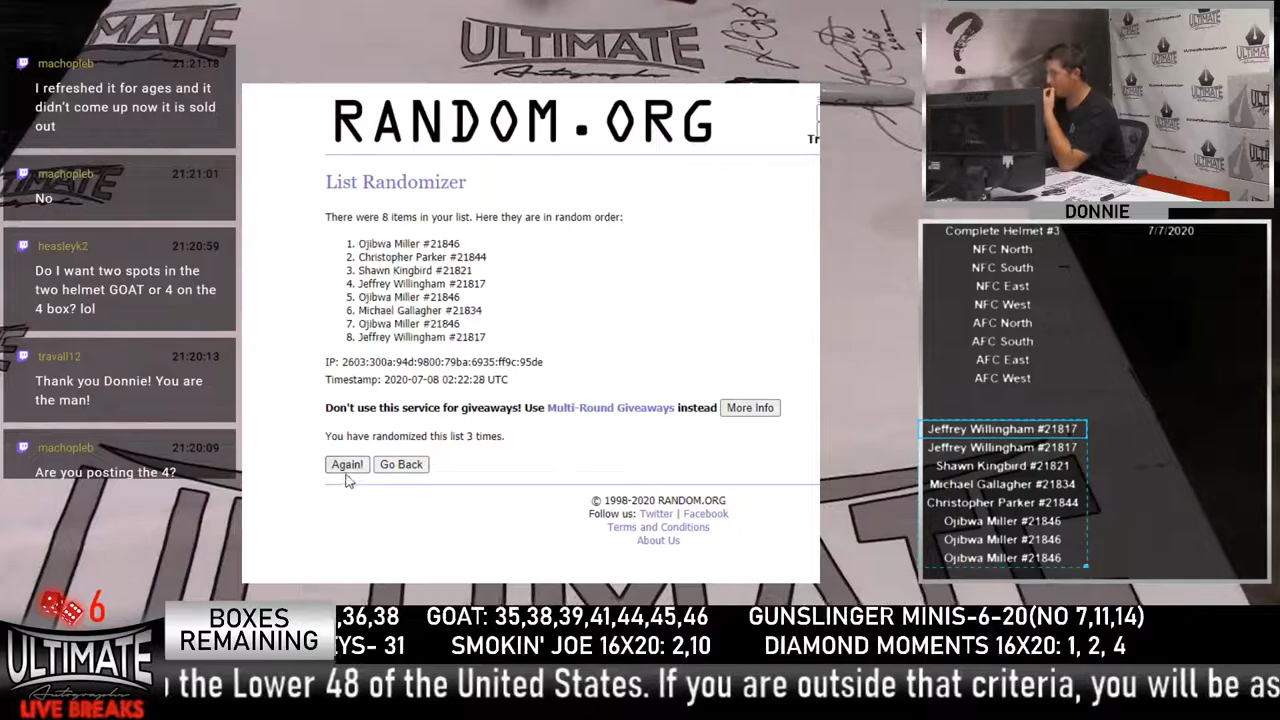 machopleb 21:21:18
I refreshed it for ages and it
didn't come up now it is sold
out
machopleb 21:21:01
No
heasleyk2 21:20:59
Do I want two spots in the
two helmet GOAT or 4 on the
4 box? lol
travall12 21:20:13
Thank you Donnie! You are
the man!
machopleb 21:20:09
Are you posting the 4?
ULTIMATE
Autographs
RANDOM.ORG
Tr
List Randomizer
There were 8 items in your list. Here they are in random order:
1. Ojibwa Miller #21846
2. Christopher Parker #21844
3. Shawn Kingbird #21821
4. Jeffrey Willingham #21817
5. Ojibwa Miller #21846
6. Michael Gallagher #21834
7. Ojibwa Miller #21846
8. Jeffrey Willingham #21817
IP: 2603:300a:94d:9800:79ba:6935:ff9c:95de
Timestamp: 2020-07-08 02:22:28 UTC
Don't use this service for giveaways! Use Multi-Round Giveaways instead More Info
You have randomized this list 3 times.
Again! Go Back
© 1998-2020 RANDOM.ORG
Follow us: Twitter | Facebook
Terms and Conditions
About Us
DONNIE
Complete Helmet #3 7/7/2020
NFC North
NFC South
NFC East
NFC West
AFC North
AFC South
AFC East
AFC West
Jeffrey Willingham #21817
Jeffrey Willingham #21817
Shawn Kingbird #21821
Michael Gallagher #21834
Christopher Parker #21844
Ojibwa Miller #21846
Ojibwa Miller #21846
Ojibwa Miller #21846
6
ULTIMATE
Autographs
LIVE BREAKS
BOXES
REMAINING
,36,38 GOAT: 35,38,39,41,44,45,46 GUNSLINGER MINIS-6-20(NO 7,11,14)
YS- 31 SMOKIN' JOE 16X20: 2,10 DIAMOND MOMENTS 16X20: 1, 2, 4
o the Lower 48 of the United States. If you are outside that criteria, you will be as